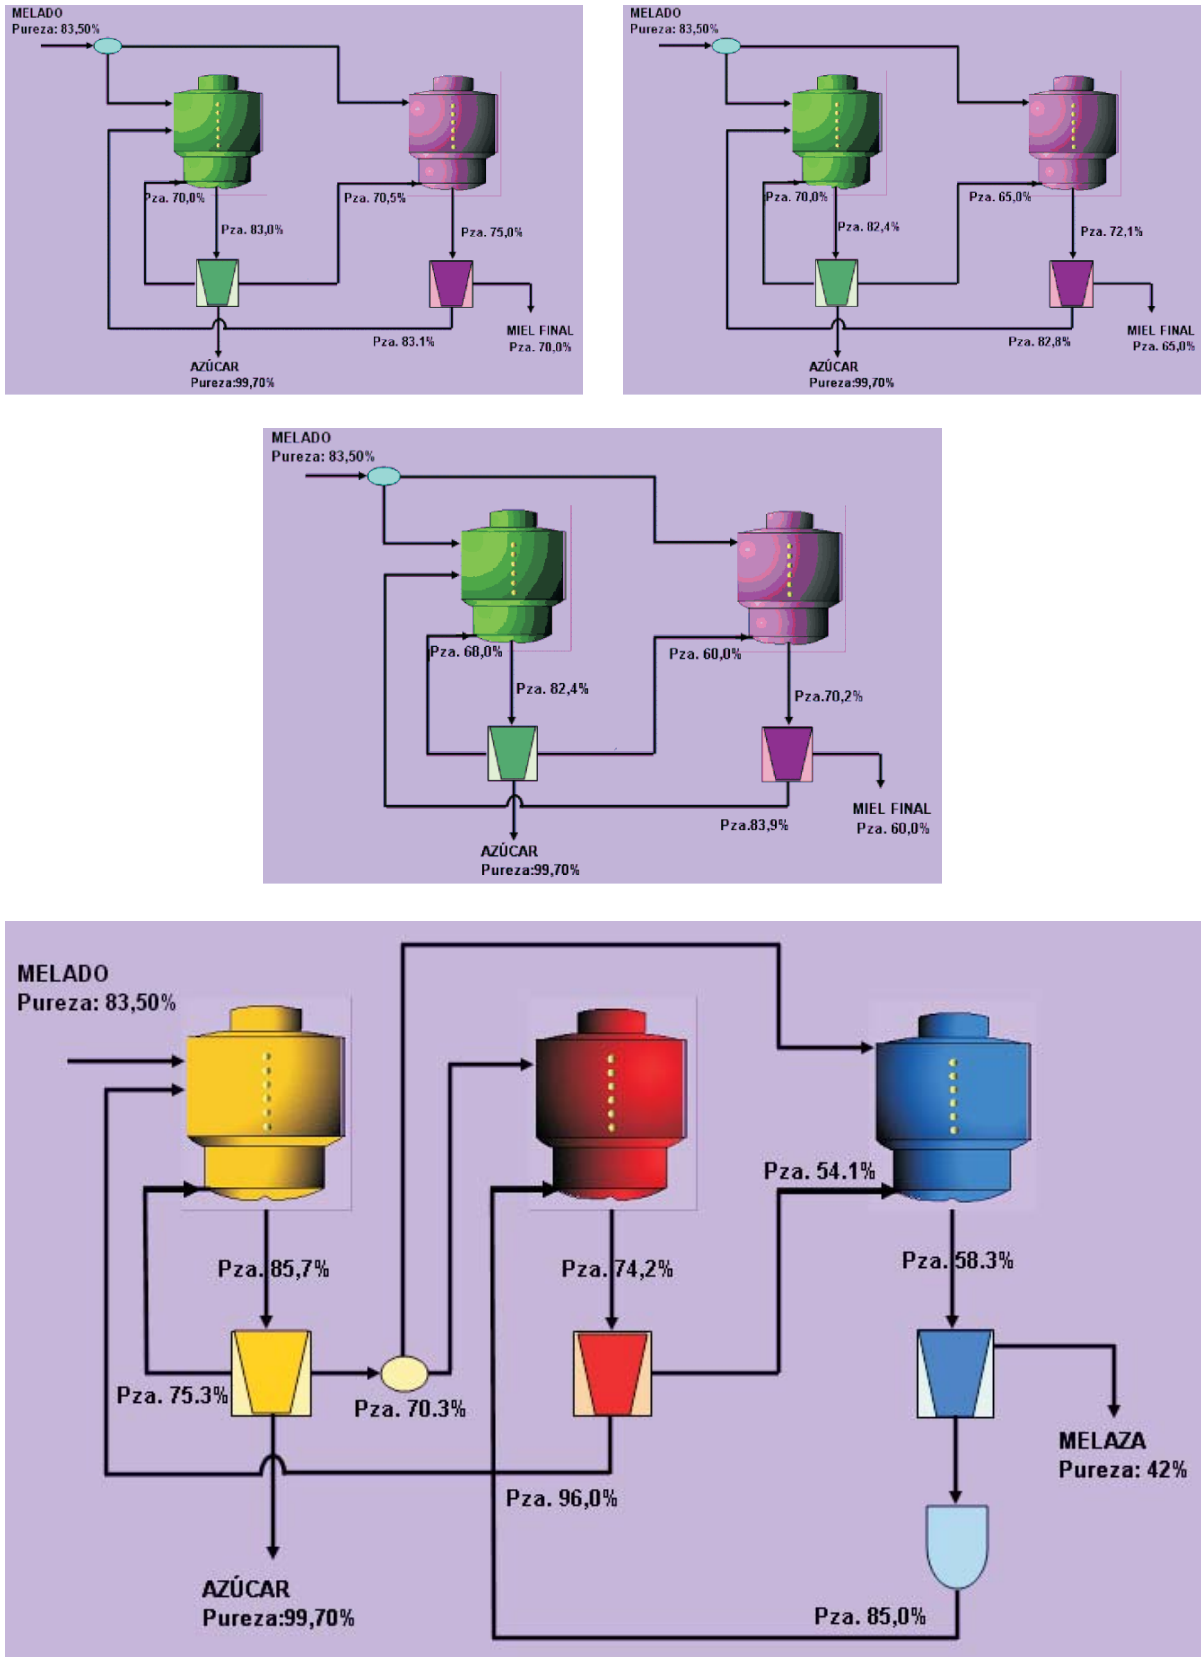 MELADO
Pureza: 83,50%
Pza. 70,0%
Pza. 70,5%
Pza. 83,0%
Pza. 75,0%
MIEL FINAL
Pza. 70,0%
Pza. 83.1%
AZÚCAR
Pureza:99,70%
MELADO
Pureza: 83,50%
Pza. 70,0%
Pza. 65,0%
Pza. 82,4%
Pza. 72,1%
MIEL FINAL
Pza. 65,0%
Pza. 82,8%
AZÚCAR
Pureza:99,70%
MELADO
Pureza: 83,50%
Pza. 68,0%
Pza. 60,0%
Pza. 82,4%
Pza.70,2%
MIEL FINAL
Pza. 60,0%
Pza.83,9%
AZÚCAR
Pureza:99,70%
MELADO
Pureza: 83,50%
Pza. 54.1%
Pza. 85,7%
Pza. 74,2%
Pza. 58.3%
Pza. 75.3%
Pza. 70.3%
MELAZA
Pureza: 42%
Pza. 96,0%
AZÚCAR
Pureza:99,70%
Pza. 85,0%